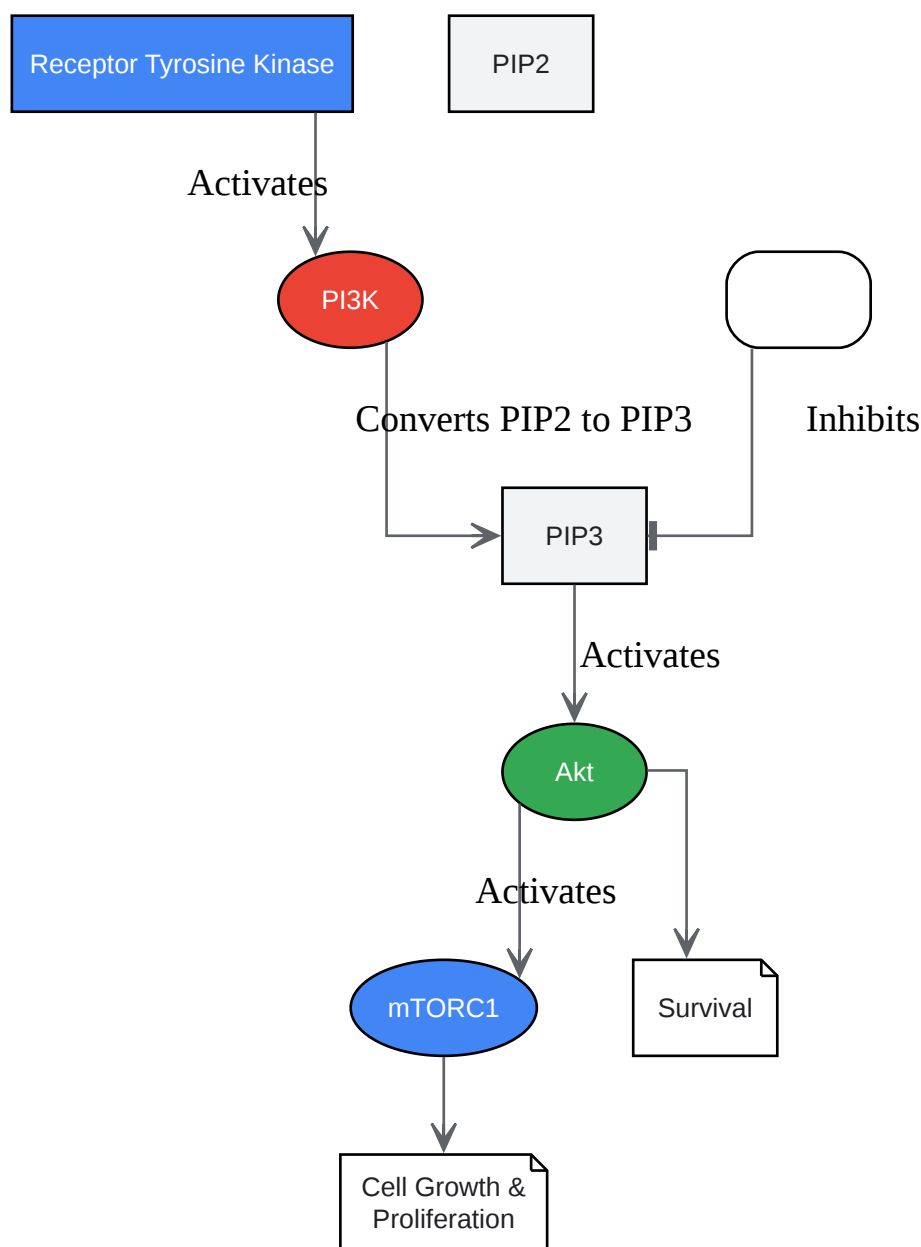 Receptor Tyrosine Kinase
PIP2
Activates
PI3K
Converts PIP2 to PIP3
Inhibits
PIP3
Activates
Akt
Activates
mTORC1
Survival
Cell Growth &
Proliferation